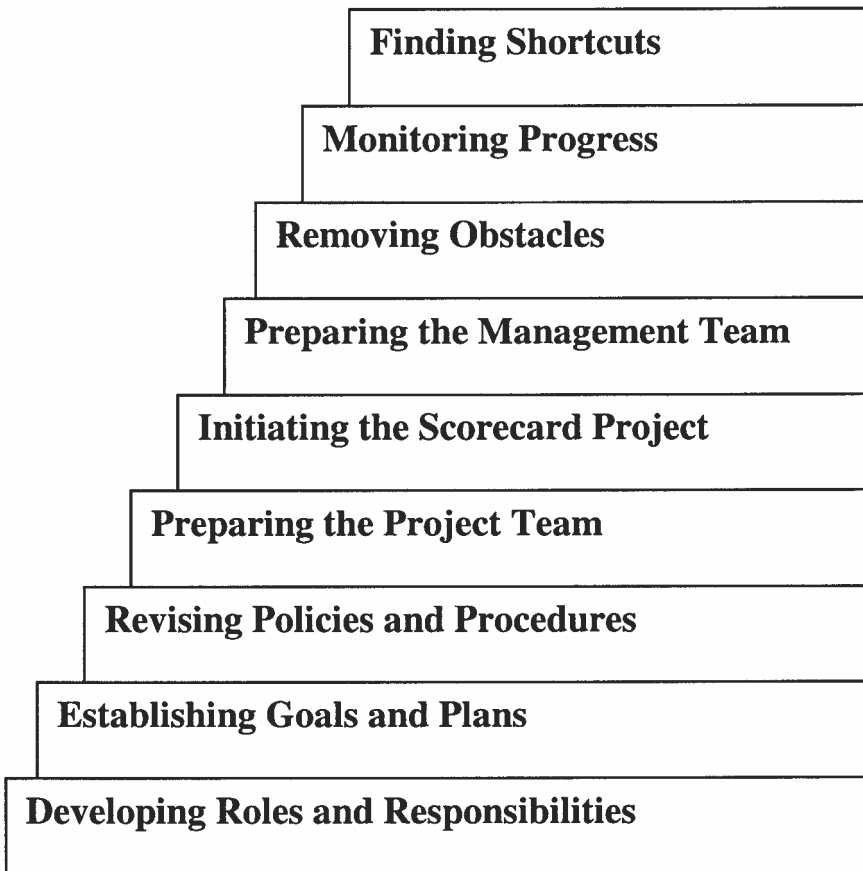 Finding Shortcuts
Monitoring Progress
Removing Obstacles
Preparing the Management Team
Initiating the Scorecard Project
Preparing the Project Team
Revising Policies and Procedures
Establishing Goals and Plans
Developing Roles and Responsibilities